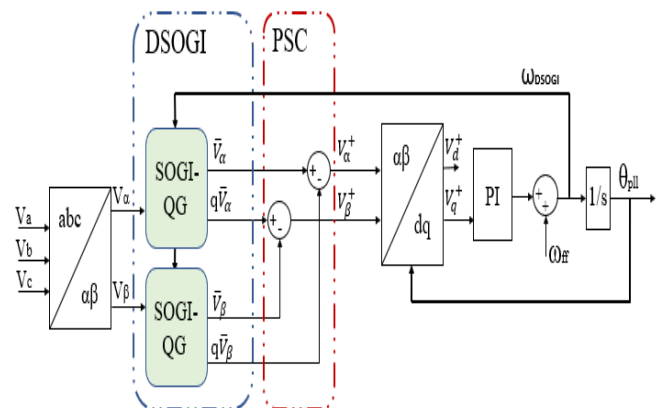 DSOGI
PSC
ω_DSOGI
V̄α
Vα⁺
Vd⁺
αβ
θpll
SOGI-
QG
Vα
qV̄α
+
-
+
-
Vβ⁺
Vq⁺
PI
+
+
1/s
Va
abc
dq
ωff
Vb
Vc
αβ
Vβ
SOGI-
QG
V̄β
qV̄β